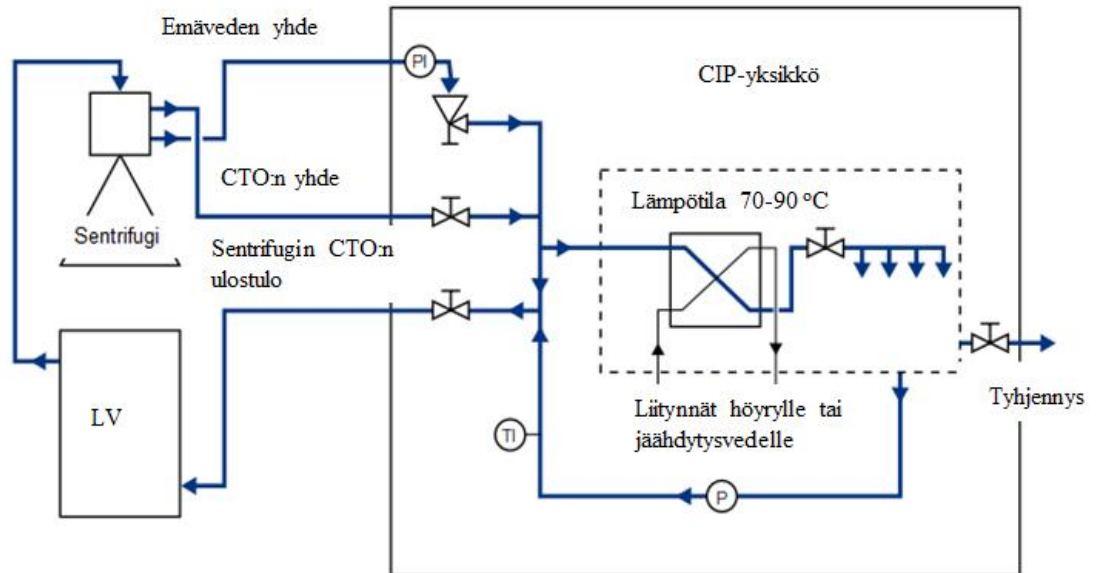 Emäveden yhde
PI
CIP-yksikkö
CTO:n yhde
Lämpötila 70-90 °C
Sentrifugi
Sentrifugin CTO:n
ulostulo
LV
Liitynnät höyrylle tai
jäähdytysvedelle
Tyhjennys
TI
P